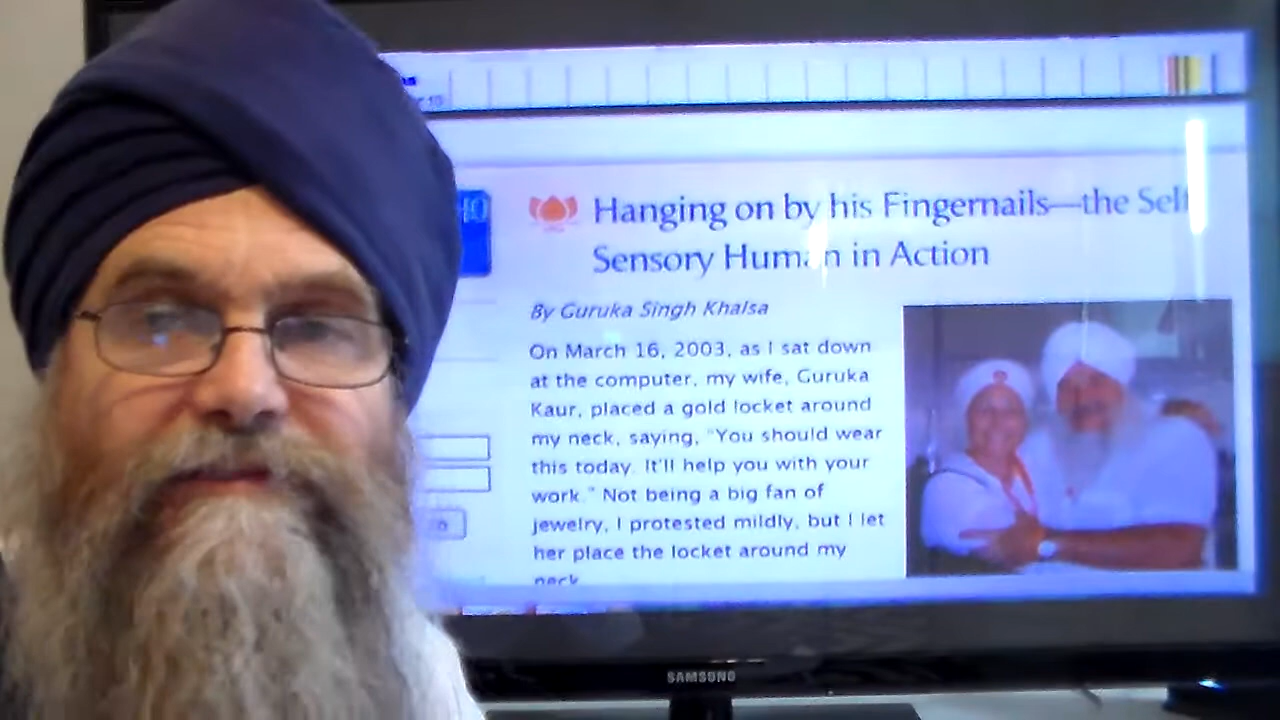 10
HO
Hanging on by his Fingernails—the Self
Sensory Human in Action
By Guruka Singh Khalsa
On March 16, 2003, as I sat down
at the computer, my wife, Guruka
Kaur, placed a gold locket around
my neck, saying, "You should wear
this today. It'll help you with your
work." Not being a big fan of
jewelry, I protested mildly, but I let
her place the locket around my
neck
SAMSUNG